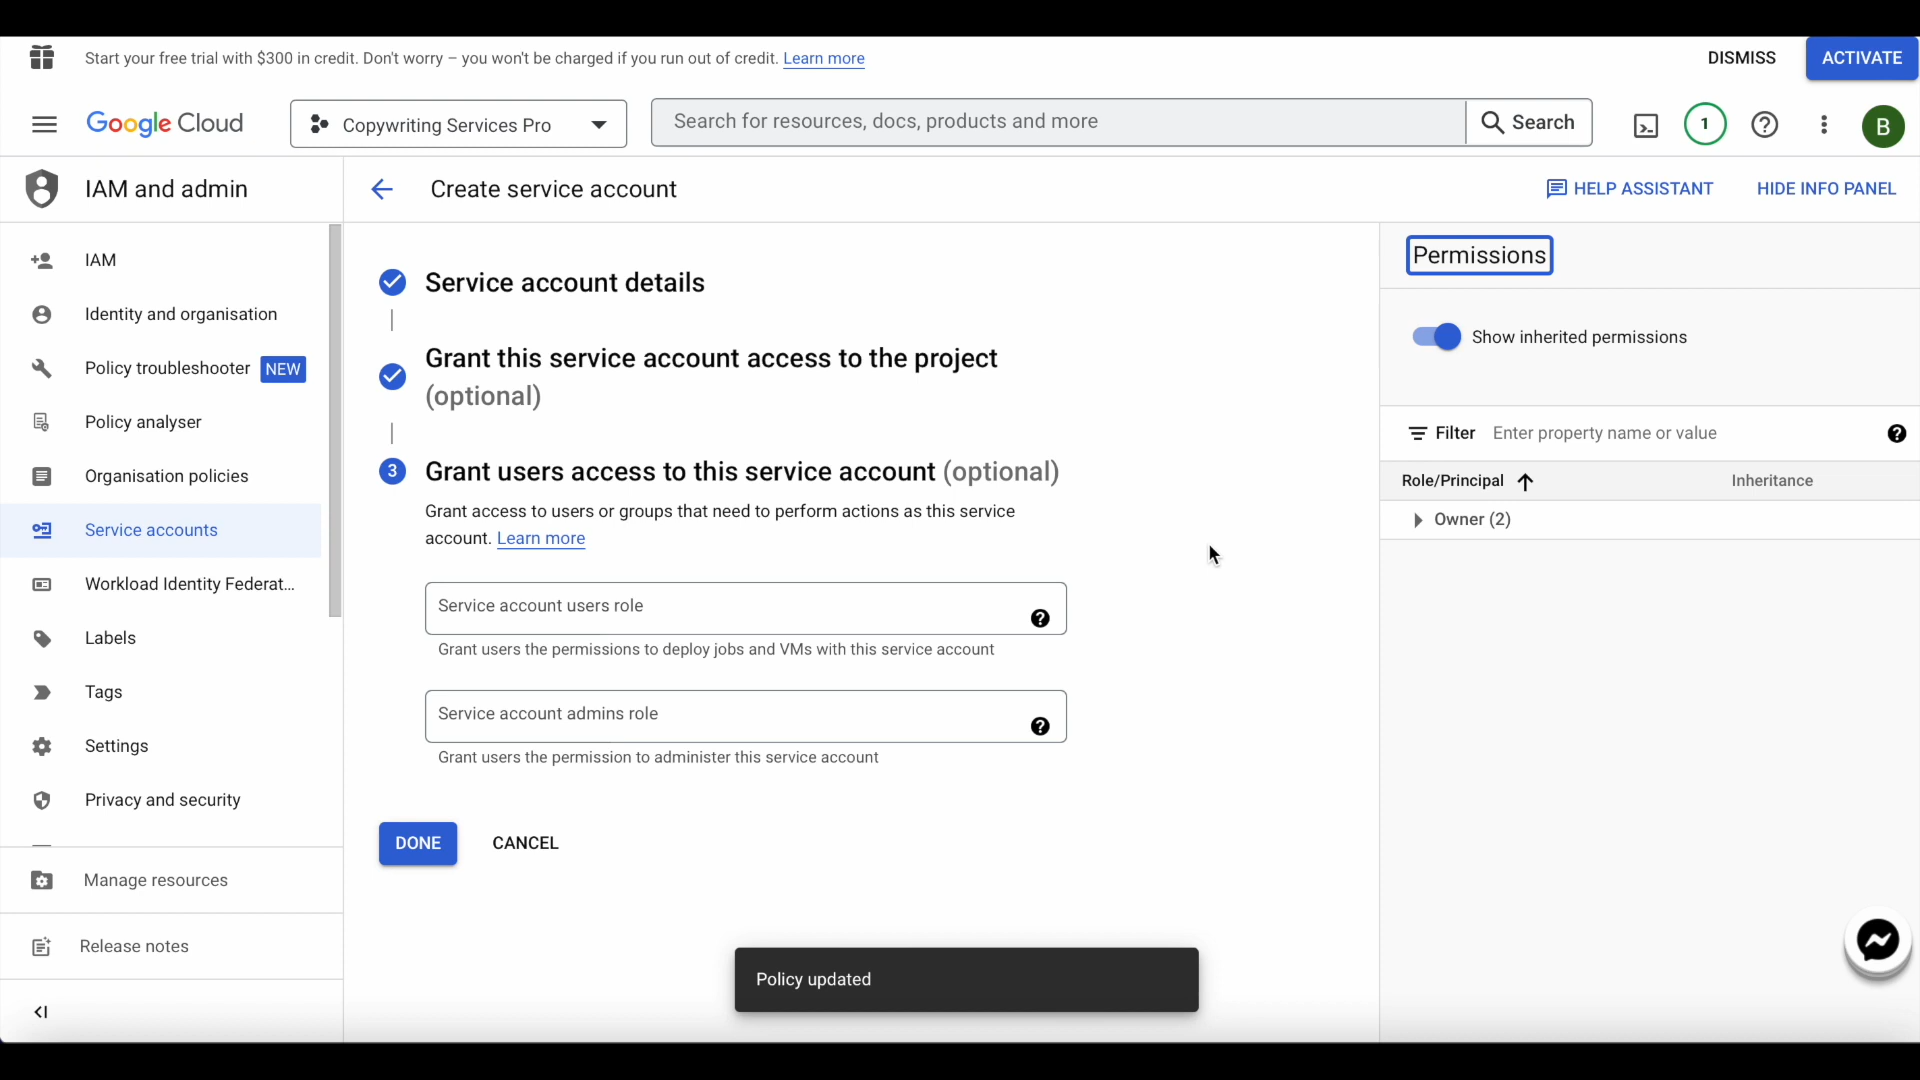 Start your free trial with $300 in credit. Don't worry – you won't be charged if you run out of credit. Learn more
DISMISS
ACTIVATE
Google Cloud
Copywriting Services Pro
Search for resources, docs, products and more
Search
1
B
IAM and admin
Create service account
HELP ASSISTANT
HIDE INFO PANEL
IAM
Identity and organisation
Policy troubleshooter NEW
Policy analyser
Organisation policies
Service accounts
Workload Identity Federat...
Labels
Tags
Settings
Privacy and security
Manage resources
Release notes
Service account details
Grant this service account access to the project
(optional)
3 Grant users access to this service account (optional)
Grant access to users or groups that need to perform actions as this service
account. Learn more
Service account users role
Grant users the permissions to deploy jobs and VMs with this service account
Service account admins role
Grant users the permission to administer this service account
DONE
CANCEL
Policy updated
Permissions
Show inherited permissions
Filter Enter property name or value
Role/Principal
Inheritance
Owner (2)